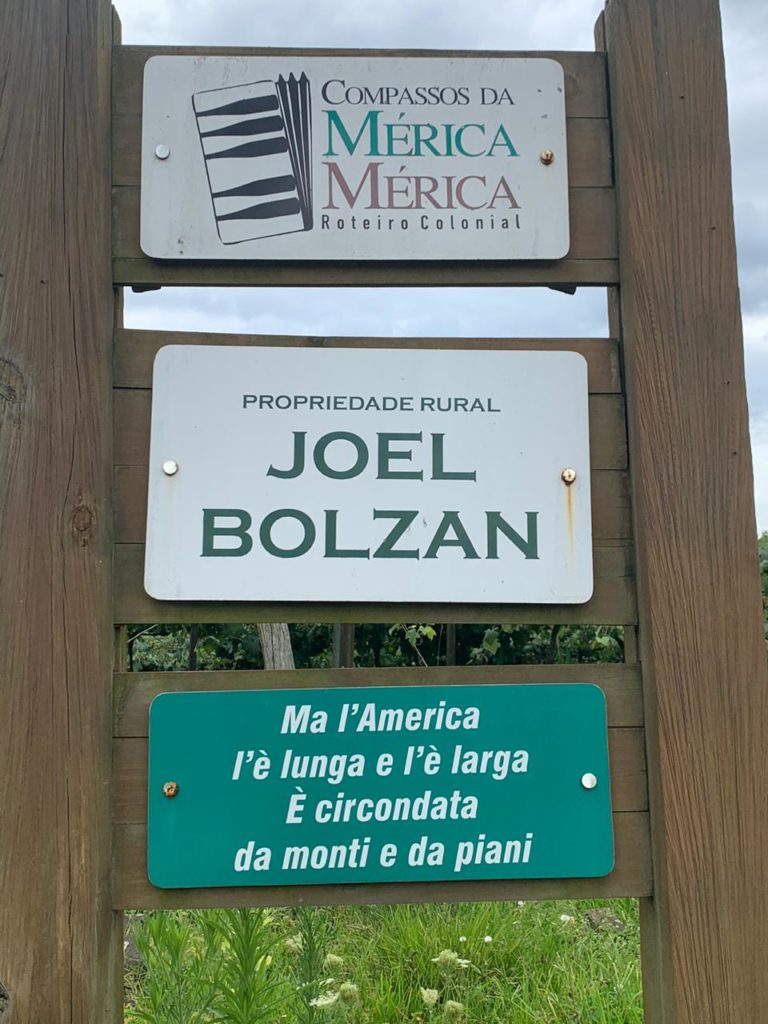 COMPASSOS DA
MÉRICA
MÉRICA
Roteiro Colonial
PROPRIEDADE RURAL
JOEL
BOLZAN
Ma l'America
l'è lunga e l'è larga
È circondata
da monti e da piani